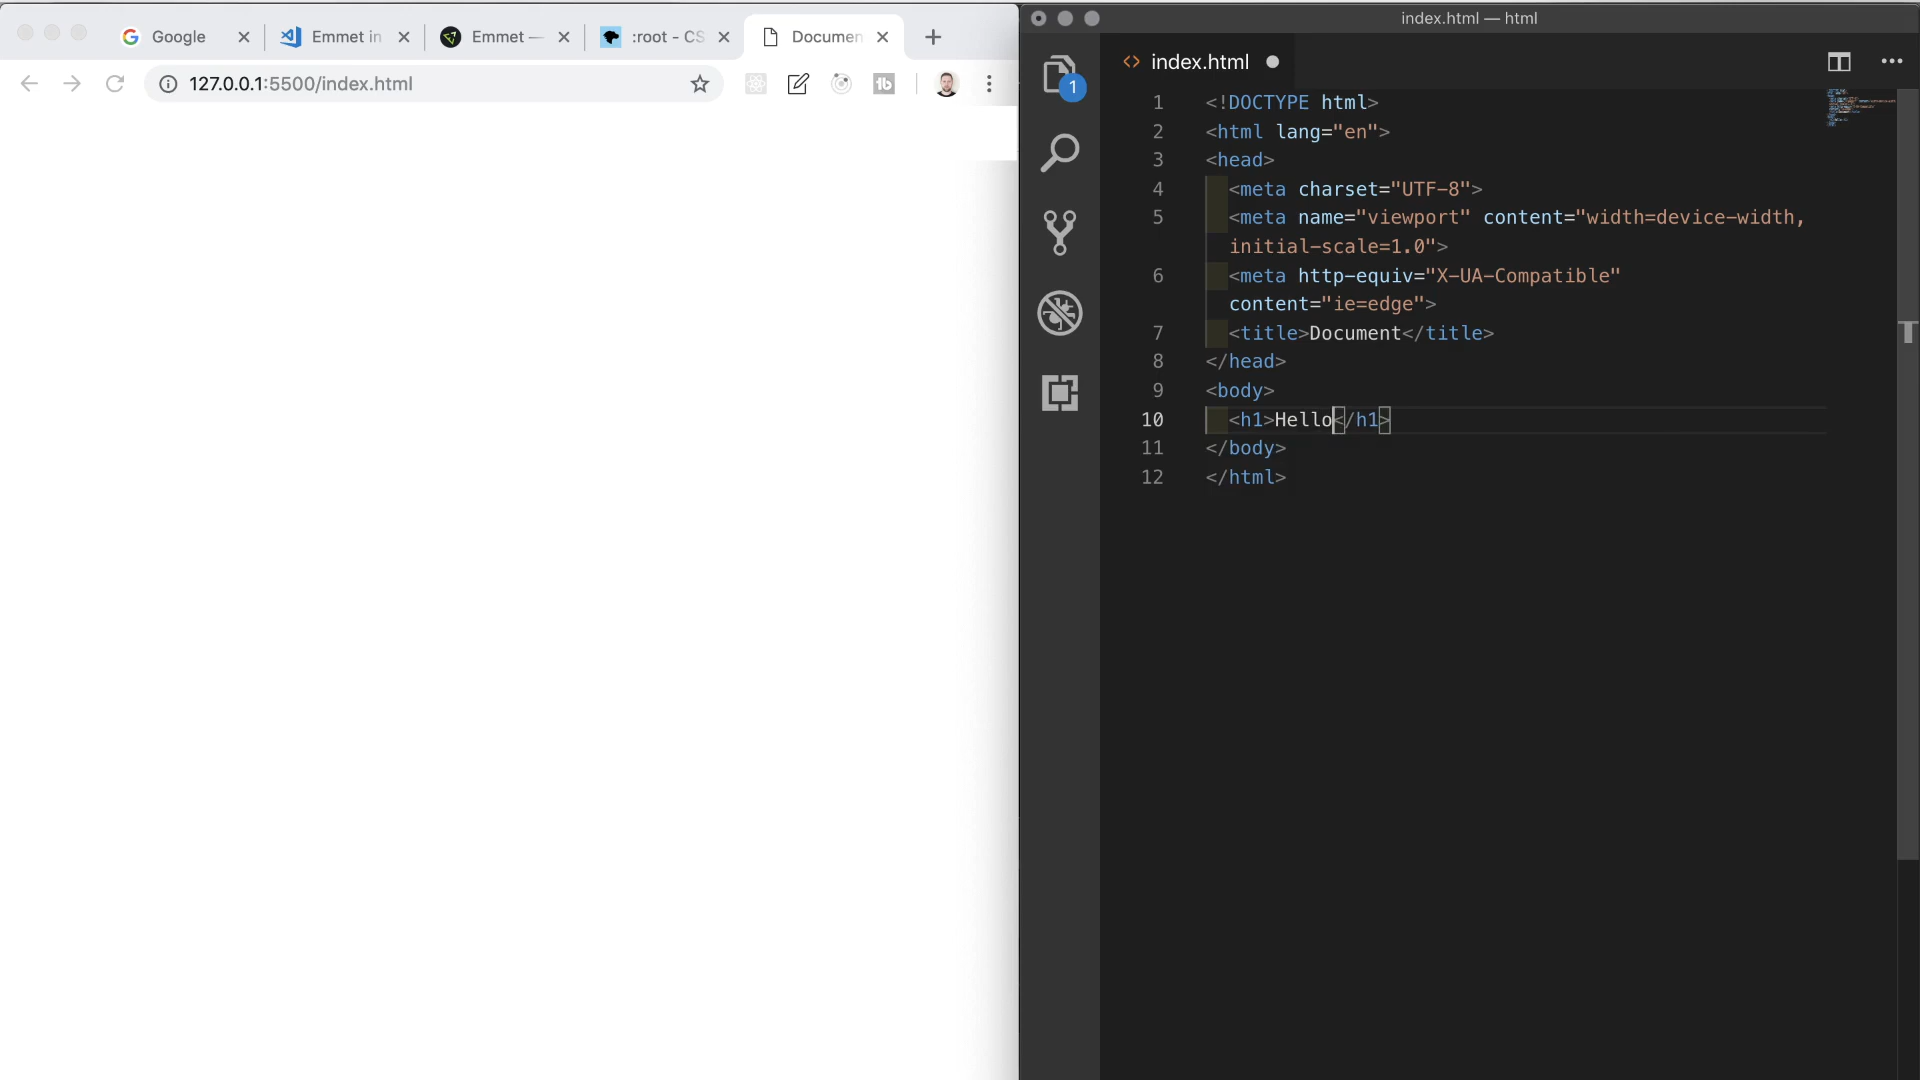 Google
Emmet in
Emmet —
:root - CS
Documen
127.0.0.1:5500/index.html
tb
index.html — html
1
index.html
1 <!DOCTYPE html>
2 <html lang="en">
3 <head>
4 <meta charset="UTF-8">
5 <meta name="viewport" content="width=device-width,
initial-scale=1.0">
6 <meta http-equiv="X-UA-Compatible"
content="ie=edge">
7 <title>Document</title>
8 </head>
9 <body>
10 <h1>Hello</h1>
11 </body>
12 </html>